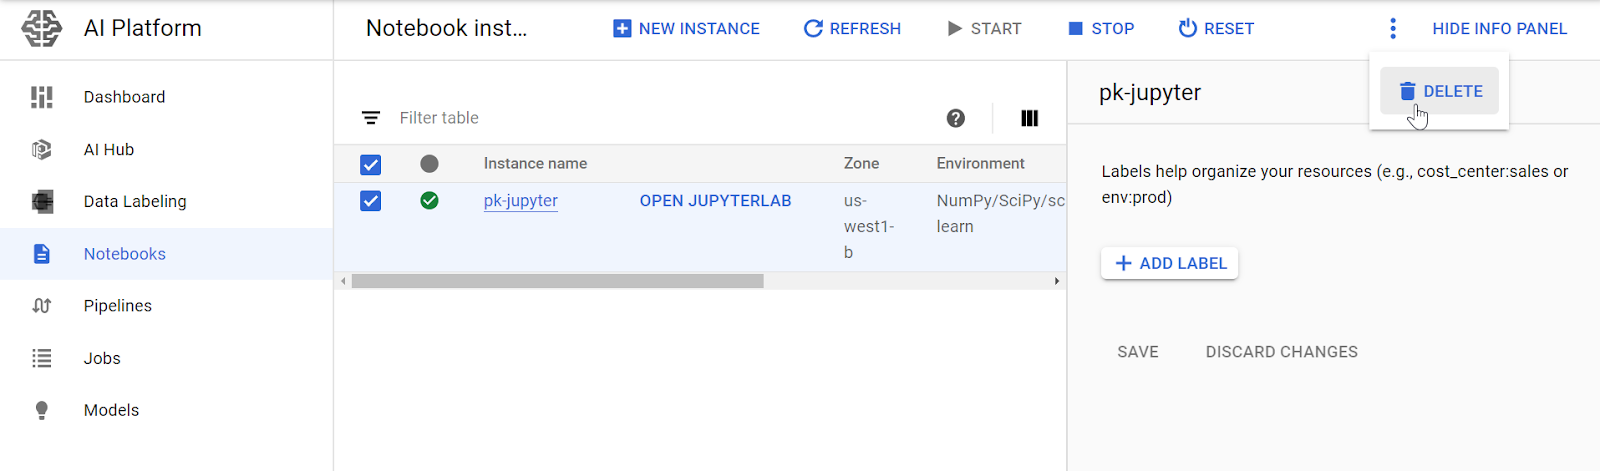 AI Platform
Notebook inst...
NEW INSTANCE
REFRESH
START
STOP
RESET
HIDE INFO PANEL
DELETE
Dashboard
AI Hub
Data Labeling
Notebooks
Pipelines
Jobs
Models
Filter table
Instance name
Zone
Environment
pk-jupyter
OPEN JUPYTERLAB
us-
west1-
b
NumPy/SciPy/sc
learn
pk-jupyter
Labels help organize your resources (e.g., cost_center:sales or
env:prod)
ADD LABEL
SAVE
DISCARD CHANGES